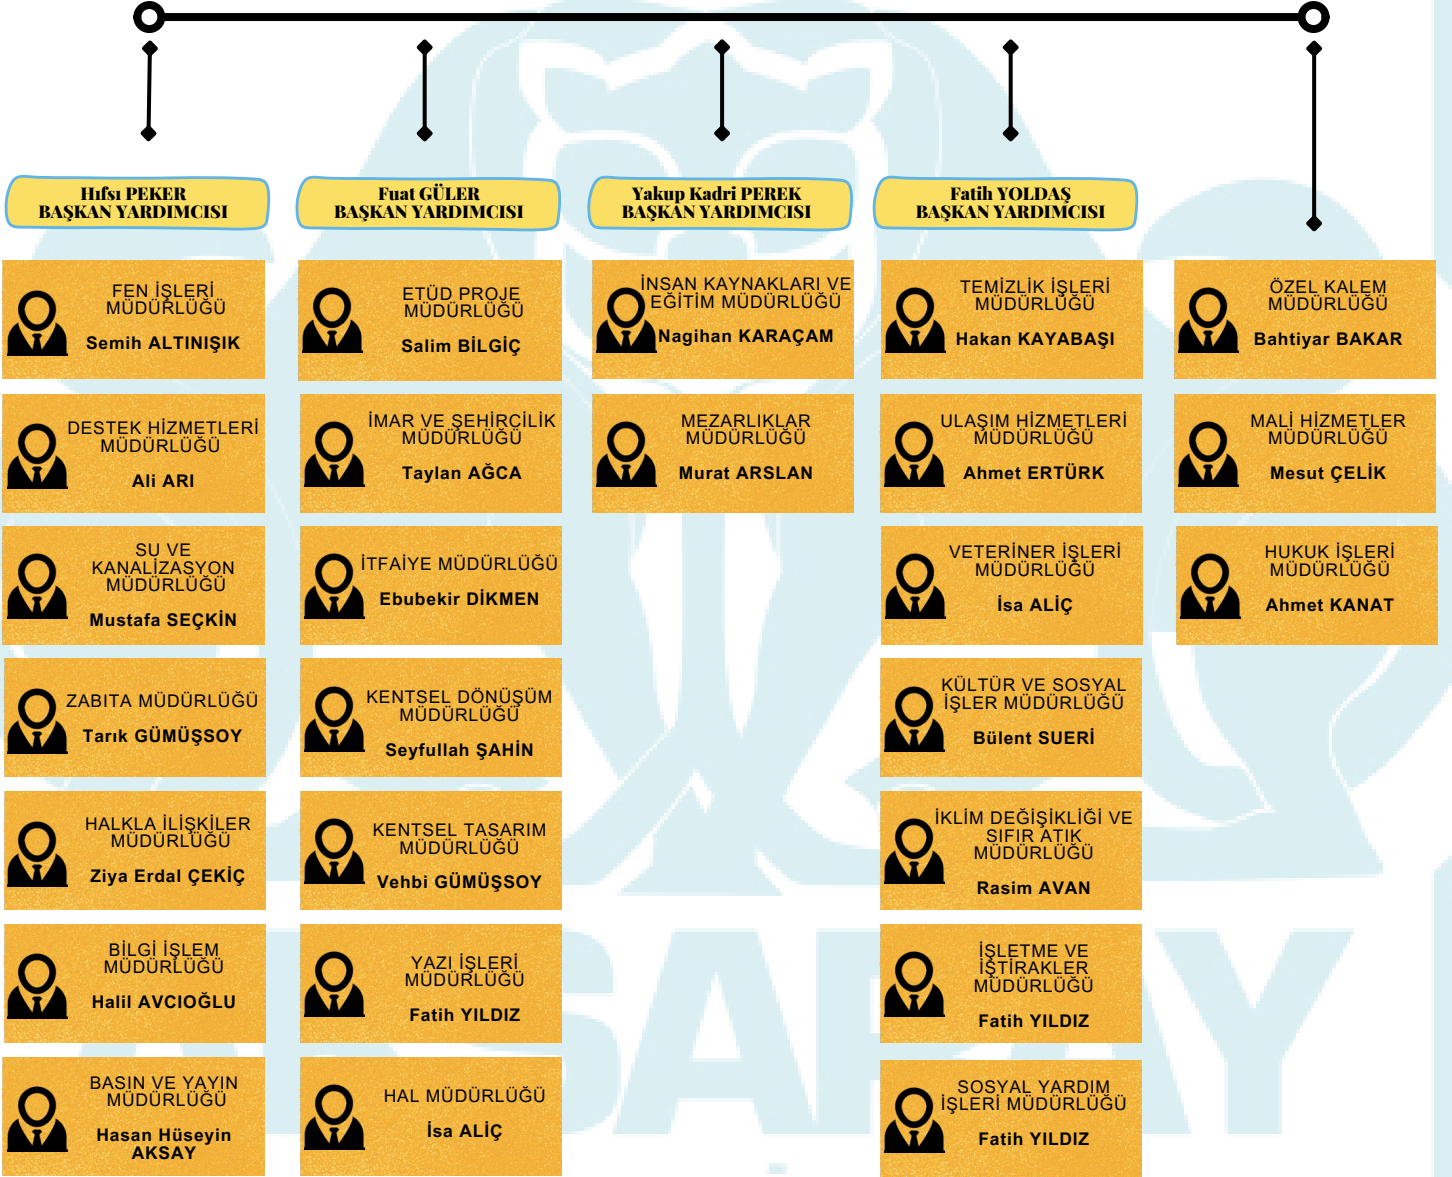 Hıfsı PEKER
BAŞKAN YARDIMCISI
FEN İŞLERİ
MÜDÜRLÜĞÜ
Semih ALTINIŞIK
DESTEK HİZMETLERİ
MÜDÜRLÜĞÜ
Ali ARI
SU VE
KANALİZASYON
MÜDÜRLÜĞÜ
Mustafa SEÇKİN
ZABITA MÜDÜRLÜĞÜ
Tarık GÜMÜŞSOY
HALKLA İLİŞKİLER
MÜDÜRLÜĞÜ
Ziya Erdal ÇEKİÇ
BİLGİ İŞLEM
MÜDÜRLÜĞÜ
Halil AVCIOĞLU
BASIN VE YAYIN
MÜDÜRLÜĞÜ
Hasan Hüseyin
AKSAY
Fuat GÜLER
BAŞKAN YARDIMCISI
ETÜD PROJE
MÜDÜRLÜĞÜ
Salim BİLGİÇ
İMAR VE ŞEHİRCİLİK
MÜDÜRLÜĞÜ
Taylan AĞCA
İTFAİYE MÜDÜRLÜĞÜ
Ebubekir DİKMEN
KENTSEL DÖNÜŞÜM
MÜDÜRLÜĞÜ
Seyfullah ŞAHİN
KENTSEL TASARIM
MÜDÜRLÜĞÜ
Vehbi GÜMÜŞSOY
YAZI İŞLERİ
MÜDÜRLÜĞÜ
Fatih YILDIZ
HAL MÜDÜRLÜĞÜ
İsa ALİÇ
Yakup Kadri PEREK
BAŞKAN YARDIMCISI
İNSAN KAYNAKLARI VE
EĞİTİM MÜDÜRLÜĞÜ
Nagihan KARAÇAM
MEZARLIKLAR
MÜDÜRLÜĞÜ
Murat ARSLAN
Fatih YOLDAŞ
BAŞKAN YARDIMCISI
TEMİZLİK İŞLERİ
MÜDÜRLÜĞÜ
Hakan KAYABAŞI
ULAŞIM HİZMETLERİ
MÜDÜRLÜĞÜ
Ahmet ERTÜRK
VETERİNER İŞLERİ
MÜDÜRLÜĞÜ
İsa ALİÇ
KÜLTÜR VE SOSYAL
İŞLER MÜDÜRLÜĞÜ
Bülent SUERİ
İKLİM DEĞİŞİKLİĞİ VE
SIFIR ATIK
MÜDÜRLÜĞÜ
Rasim AVAN
İŞLETME VE
İŞTİRAKLER
MÜDÜRLÜĞÜ
Fatih YILDIZ
SOSYAL YARDIM
İŞLERİ MÜDÜRLÜĞÜ
Fatih YILDIZ
ÖZEL KALEM
MÜDÜRLÜĞÜ
Bahtiyar BAKAR
MALİ HİZMETLER
MÜDÜRLÜĞÜ
Mesut ÇELİK
HUKUK İŞLERİ
MÜDÜRLÜĞÜ
Ahmet KANAT